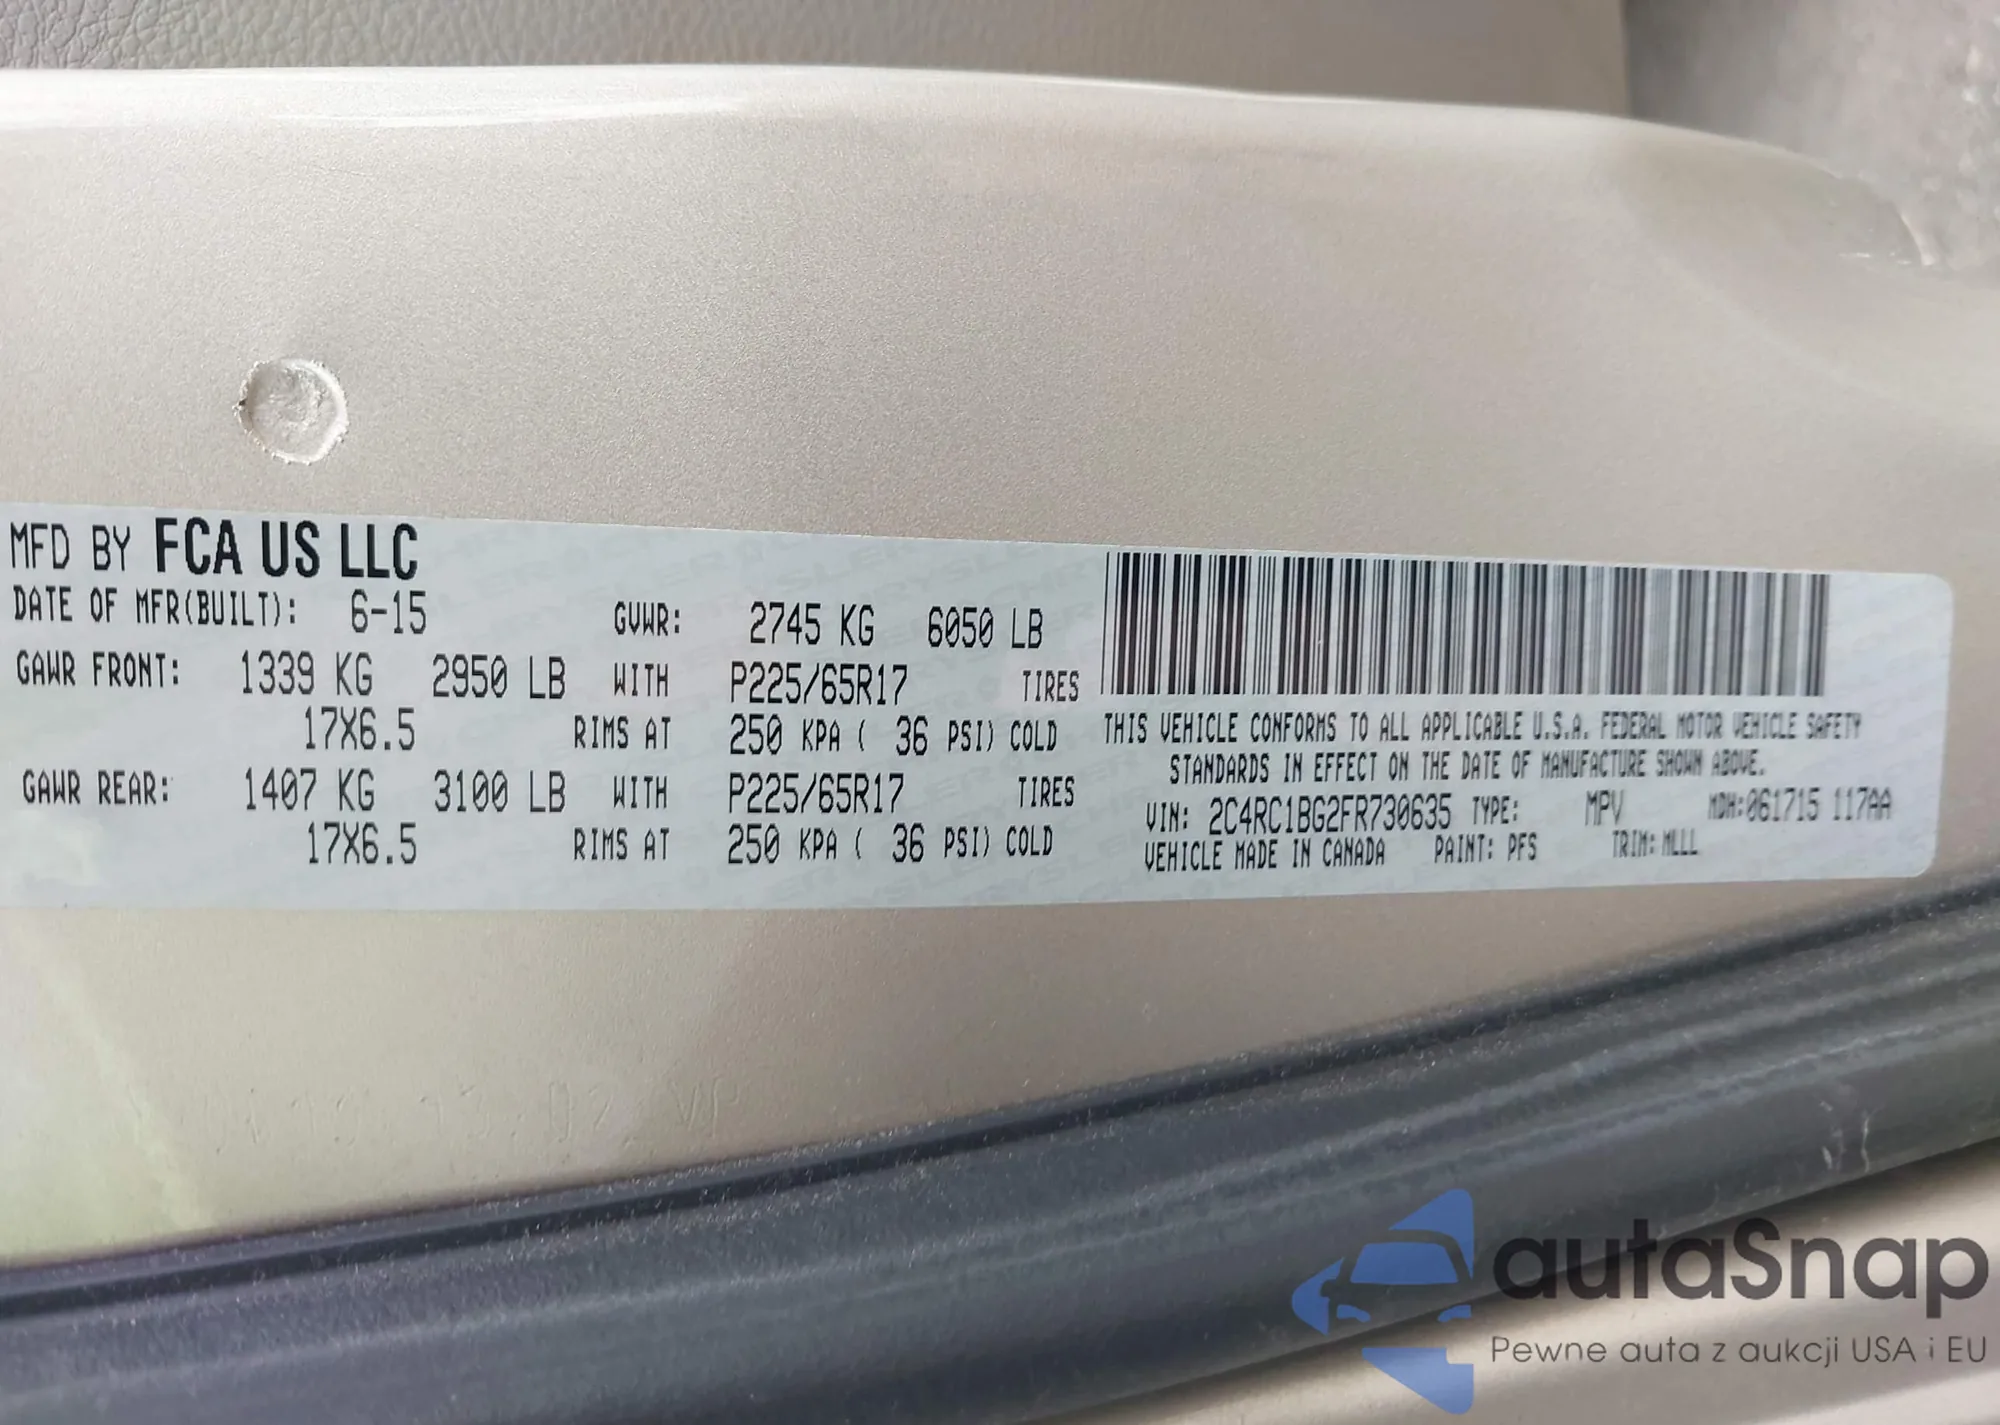 MFD BY FCA US LLC
DATE OF MFR(BUILT): 6-15 GVWR: 2745 KG 6050 LB
GAWR FRONT: 1339 KG 2950 LB WITH P225/65R17 TIRES
17X6.5 RIMS AT 250 KPA ( 36 PSI) COLD
GAWR REAR: 1407 KG 3100 LB WITH P225/65R17 TIRES
17X6.5 RIMS AT 250 KPA ( 36 PSI) COLD
THIS VEHICLE CONFORMS TO ALL APPLICABLE U.S.A. FEDERAL MOTOR VEHICLE SAFETY
STANDARDS IN EFFECT ON THE DATE OF MANUFACTURE SHOWN ABOVE.
VIN: 2C4RC1BG2FR730635 TYPE: MPV MDH:061715 117AA
VEHICLE MADE IN CANADA PAINT: PFS TRIM: MLLL
autaSnap
Pewne auta z aukcji USA i EU